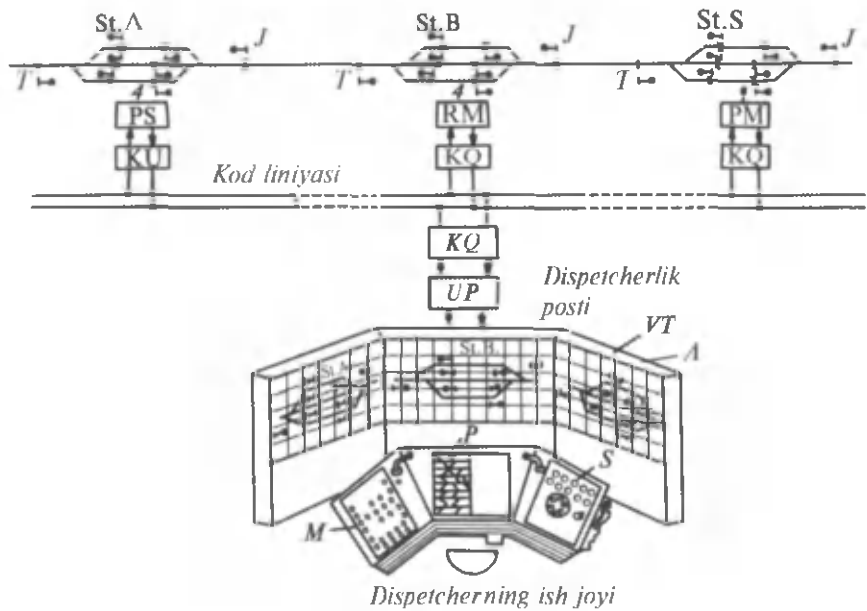 St.A
St.B
St.S
J
J
J
T
T
T
4
4
4
PS
RM
PM
KU
KQ
KQ
Kod liniyasi
KQ
UP
Dispetcherlik
posti
VT
A
St.A
St.B.
P
S
M
Dispetcherning ish joyi